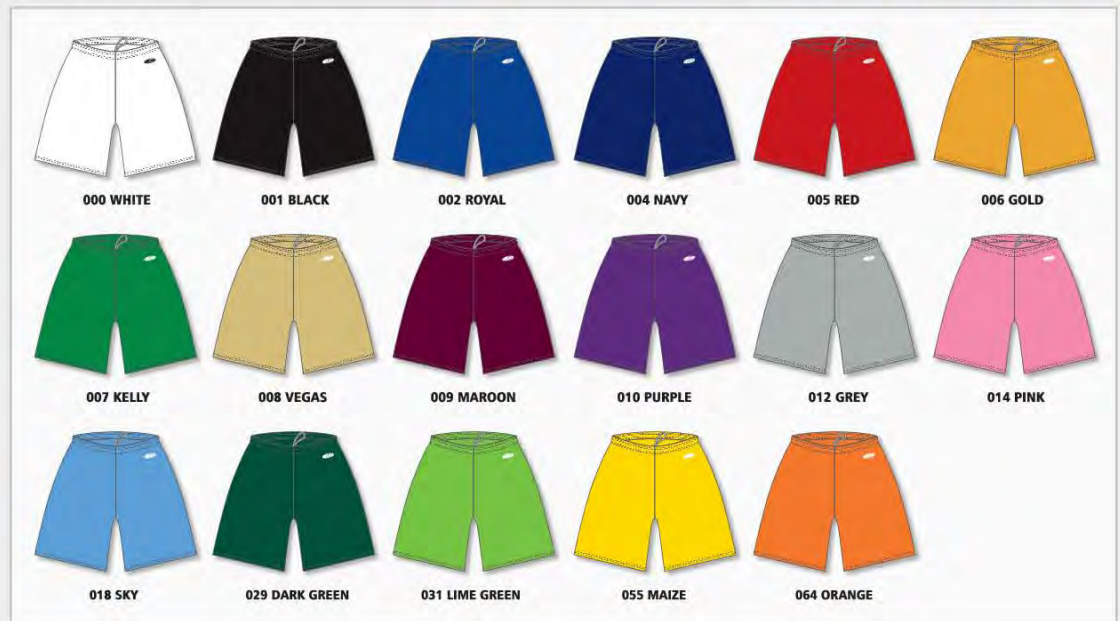 000 WHITE
001 BLACK
002 ROYAL
004 NAVY
005 RED
006 GOLD
007 KELLY
008 VEGAS
009 MAROON
010 PURPLE
012 GREY
014 PINK
018 SKY
029 DARK GREEN
031 LIME GREEN
055 MAIZE
064 ORANGE